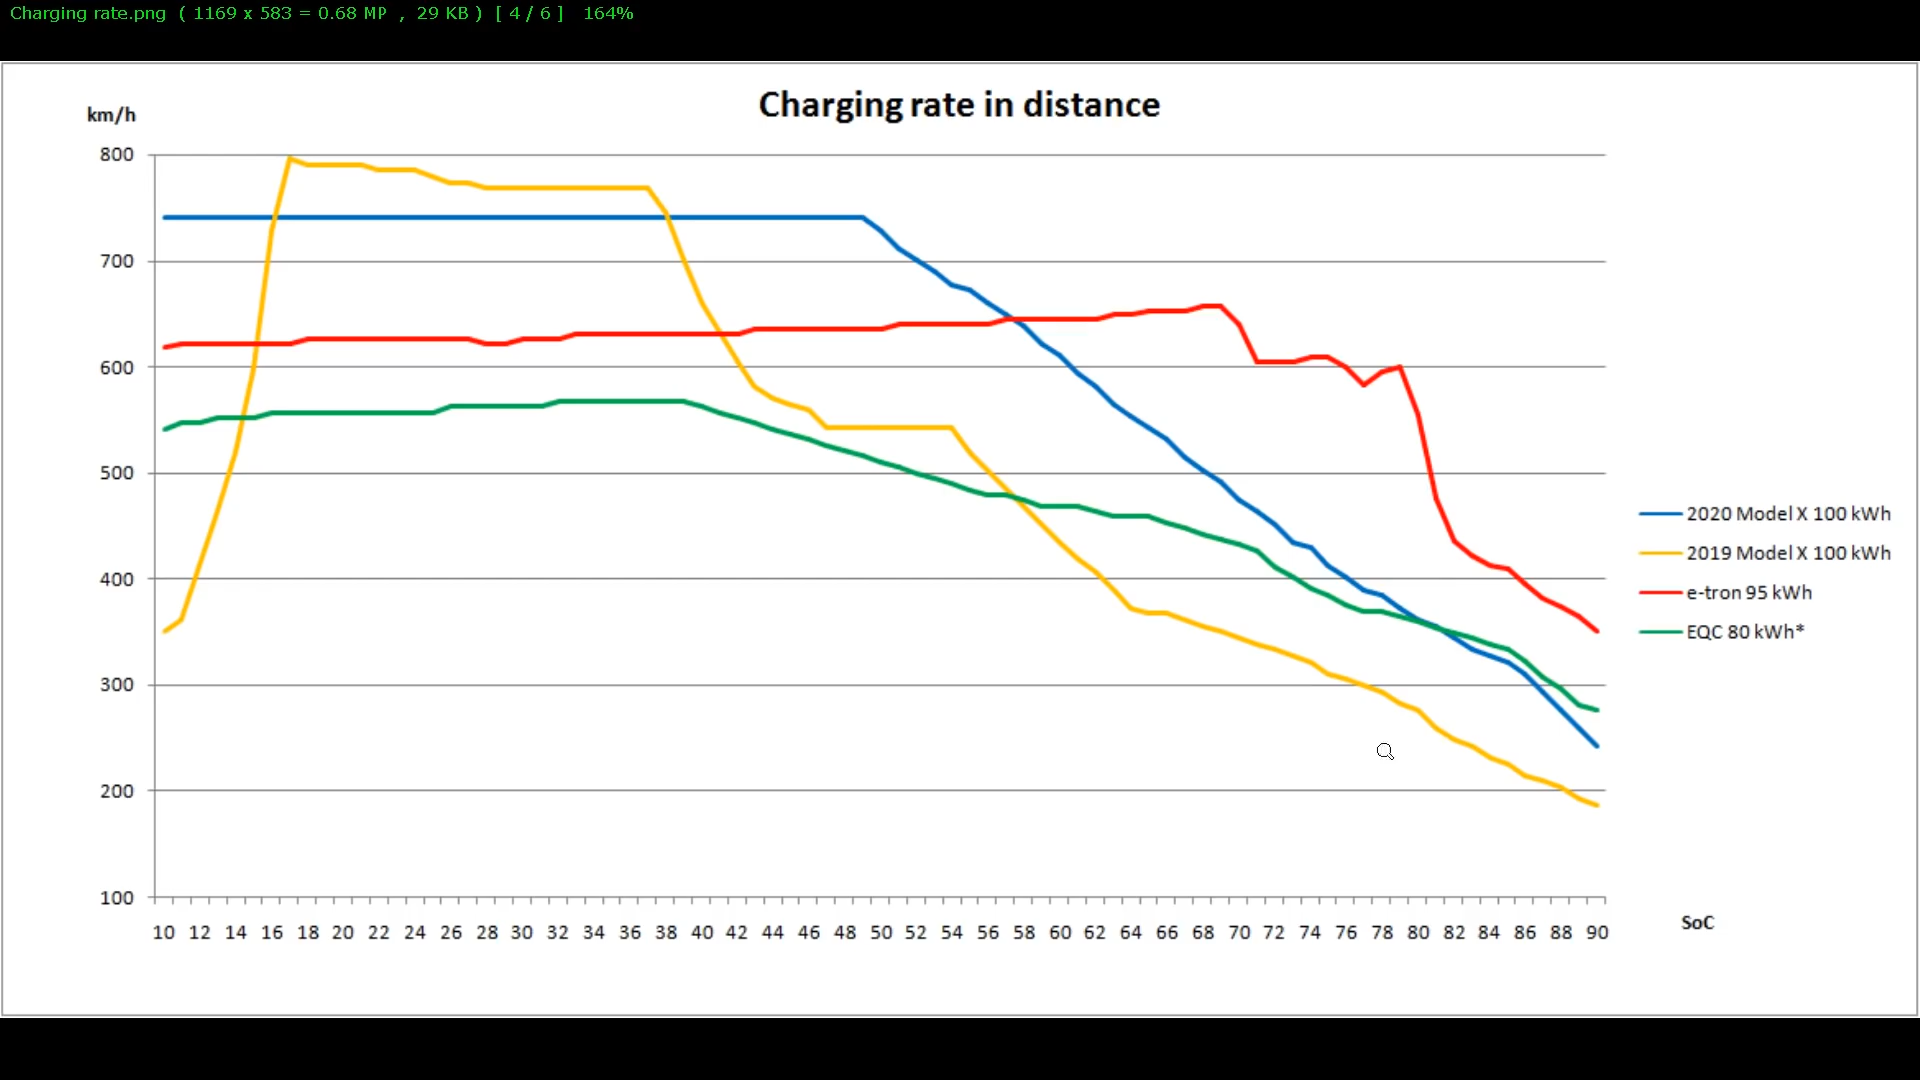 Charging rate.png ( 1169 x 583 = 0.68 MP , 29 KB ) [ 4 / 6 ] 164%
Charging rate in distance
km/h
800
700
600
500
400
300
200
100
10 12 14 16 18 20 22 24 26 28 30 32 34 36 38 40 42 44 46 48 50 52 54 56 58 60 62 64 66 68 70 72 74 76 78 80 82 84 86 88 90
SoC
2020 Model X 100 kWh
2019 Model X 100 kWh
e-tron 95 kWh
EQC 80 kWh*